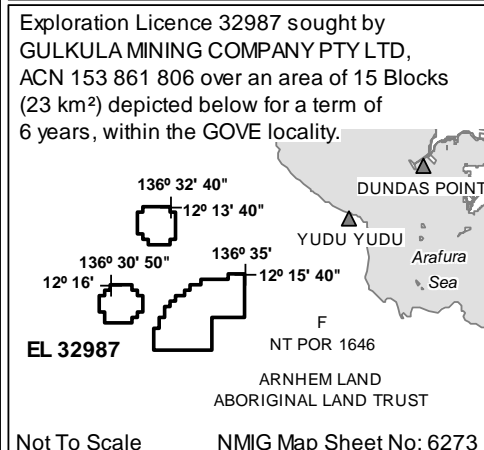 Exploration Licence 32987 sought by
GULKULA MINING COMPANY PTY LTD,
ACN 153 861 806 over an area of 15 Blocks
(23 km²) depicted below for a term of
6 years, within the GOVE locality.
136º 32' 40"
12º 13' 40"
DUNDAS POINT
YUDU YUDU
136º 30' 50"
136º 35'
12º 16'
12º 15' 40"
Arafura
Sea
EL 32987
F
NT POR 1646
ARNHEM LAND
ABORIGINAL LAND TRUST
Not To Scale
NMIG Map Sheet No: 6273